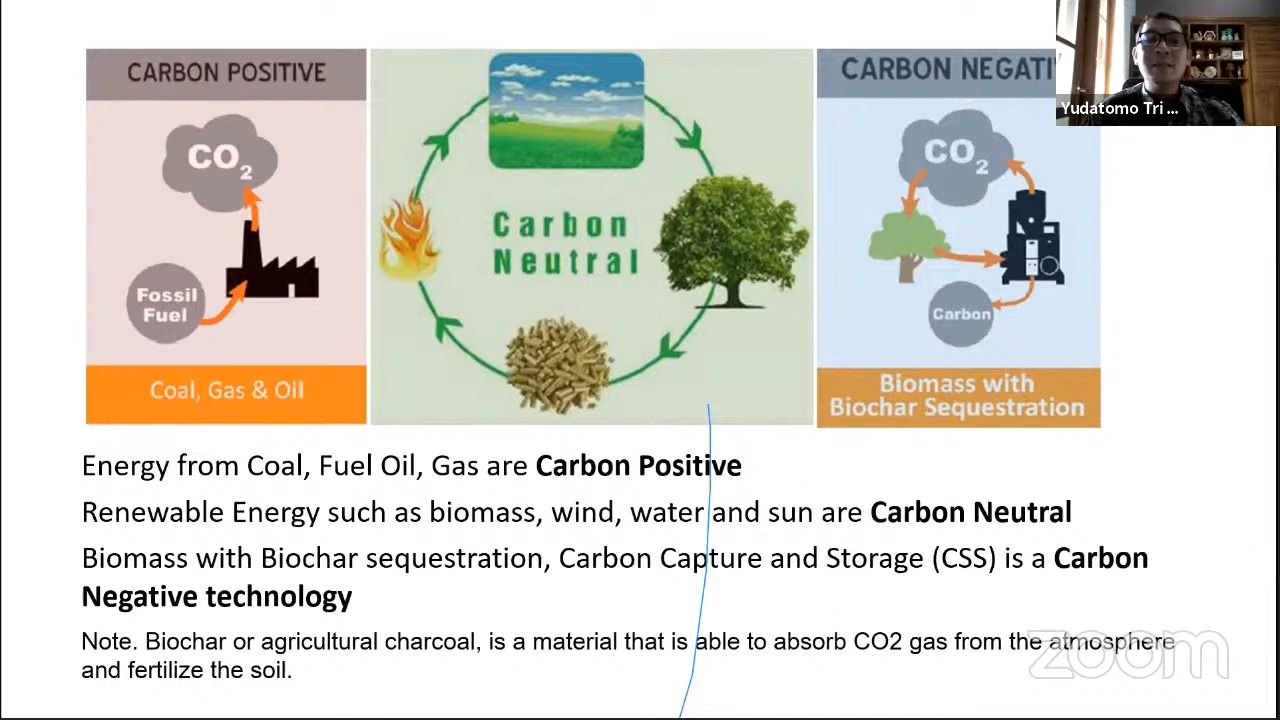 CARBON POSITIVE
CO2
Fossil
Fuel
Coal, Gas & Oil
Carbon
Neutral
CARBON NEGATI
CO2
Carbon
Biomass with
Biochar Sequestration
Yudatomo Tri ...
Energy from Coal, Fuel Oil, Gas are Carbon Positive
Renewable Energy such as biomass, wind, water and sun are Carbon Neutral
Biomass with Biochar sequestration, Carbon Capture and Storage (CSS) is a Carbon
Negative technology
Note. Biochar or agricultural charcoal, is a material that is able to absorb CO2 gas from the atmosphere
and fertilize the soil.
zoom